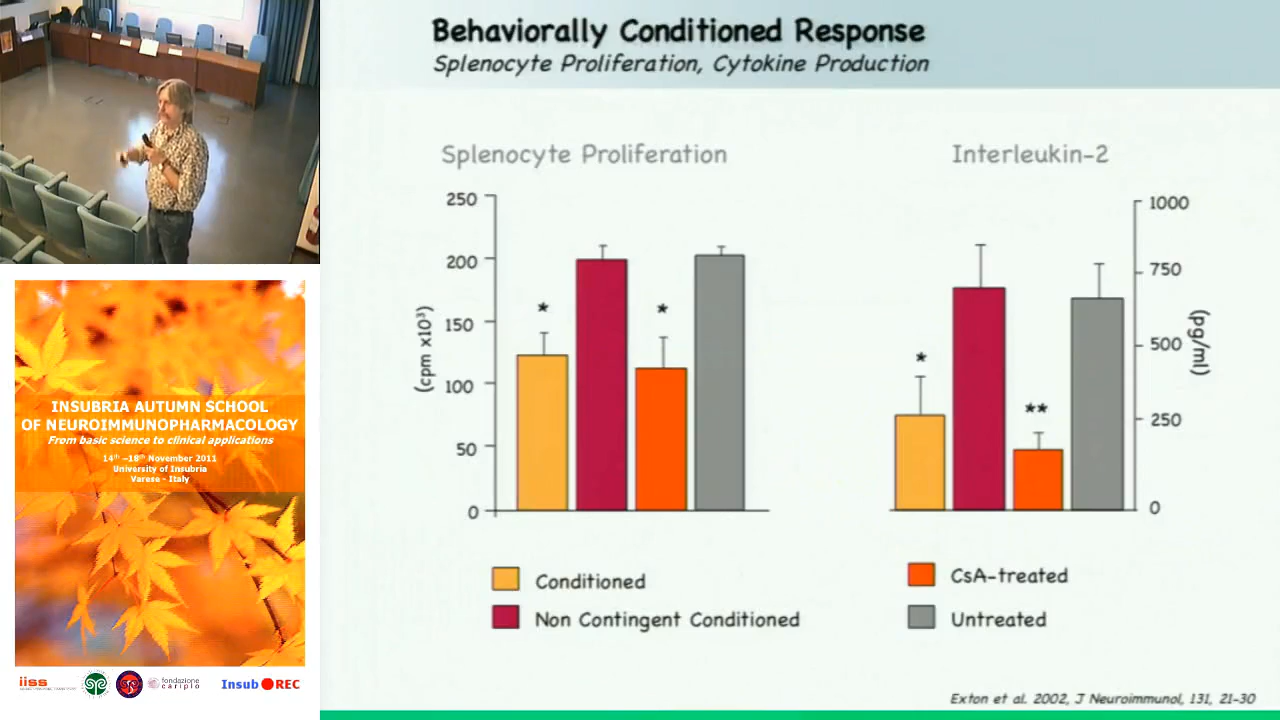 Behaviorally Conditioned Response
Splenocyte Proliferation, Cytokine Production
Splenocyte Proliferation
250
200
150
100
50
0
(cpm x10³)
*
*
Interleukin-2
1000
750
500
250
0
(pg/ml)
*
**
Conditioned
Non Contingent Conditioned
CsA-treated
Untreated
Exton et al. 2002, J Neuroimmunol, 131, 21-30
INSUBRIA AUTUMN SCHOOL
OF NEUROIMMUNOPHARMACOLOGY
From basic science to clinical applications
14th –18th November 2011
University of Insubria
Varese - Italy
iiss
fondazione
cariplo
Insub REC